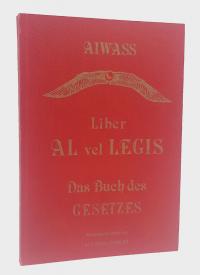 AIWASS
Liber
AL vel LEGIS
Das Buch des
GESETZES